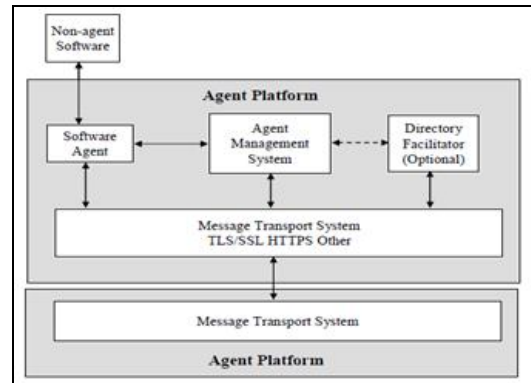 Non-agent
Software
Agent Platform
Software
Agent
Agent
Management
System
Directory
Facilitator
(Optional)
Message Transport System
TLS/SSL HTTPS Other
Message Transport System
Agent Platform